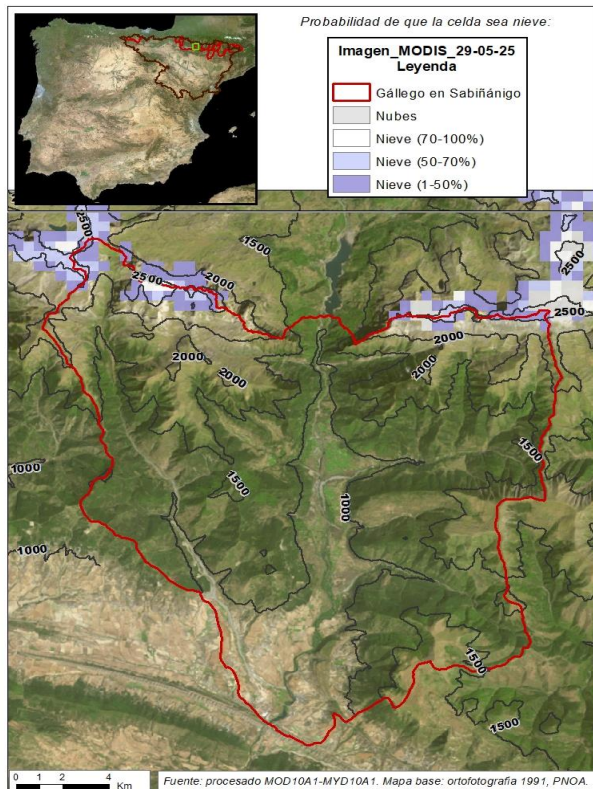 Probabilidad de que la celda sea nieve:
Imagen_MODIS_29-05-25
Leyenda
Gállego en Sabiñánigo
Nubes
Nieve (70-100%)
Nieve (50-70%)
Nieve (1-50%)
2500
1500
2500
2000
2500
2500
2000
2000
2000
2000
1500
1000
1500
1000
1000
1500
1500
0 1 2 4
Km
Fuente: procesado MOD10A1-MYD10A1. Mapa base: ortofotografia 1991, PNOA.